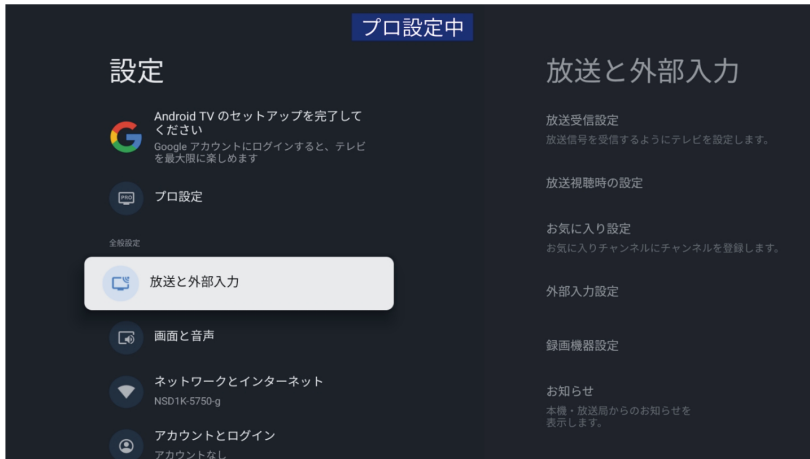 プロ設定中
設定
Android TV のセットアップを完了して
ください
Google アカウントにログインすると、テレビ
を最大限に楽しめます
PRO
プロ設定
全般設定
放送と外部入力
画面と音声
ネットワークとインターネット
NSD1K-5750-g
アカウントとログイン
アカウントなし
放送と外部入力
放送受信設定
放送信号を受信するようにテレビを設定します。
放送視聴時の設定
お気に入り設定
お気に入りチャンネルにチャンネルを登録します。
外部入力設定
録画機器設定
お知らせ
本機・放送局からのお知らせを
表示します。